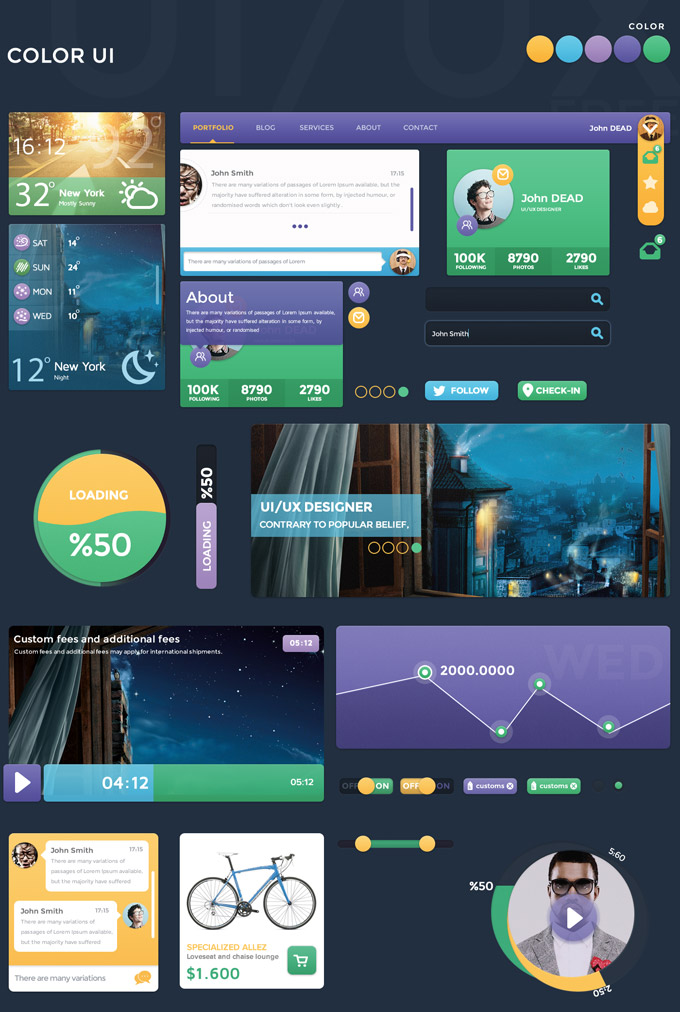 COLOR
COLOR UI
16:12
92°
32° New York
Mostly Sunny
PORTFOLIO BLOG SERVICES ABOUT CONTACT John DEAD
6
John Smith 17:15
There are many variations of passages of Lorem Ipsum available, but the
majority have suffered alteration in some form, by injected humour, or
randomised words which don't look even slightly.
There are many variations of passages of Lorem
John DEAD
UI/UX DESIGNER
100K 8790 2790
FOLLOWING PHOTOS LIKES
6
SAT 14°
SUN 24°
MON 11°
WED 10°
12° New York
Night
About
There are many variations of passages of Lorem Ipsum available,
but the majority have suffered alteration in some form, by
injected humour, or randomised
100K 8790 2790
FOLLOWING PHOTOS LIKES
John Smith
FOLLOW
CHECK-IN
LOADING
%50
%50
LOADING
UI/UX DESIGNER
CONTRARY TO POPULAR BELIEF,
Custom fees and additional fees
Custom fees and additional fees may apply for international shipments.
05:12
04:12
05:12
WED
2000.0000
OFF ON
OFF ON
customs
customs
John Smith 17:15
There are many variations of
passages of Lorem Ipsum available,
but the majority have suffered
John Smith 17:15
There are many variations of
passages of Lorem Ipsum available,
but the majority have suffered
There are many variations
SPECIALIZED ALLEZ
Loveseat and chaise lounge
$1.600
5:60
%50
2:50